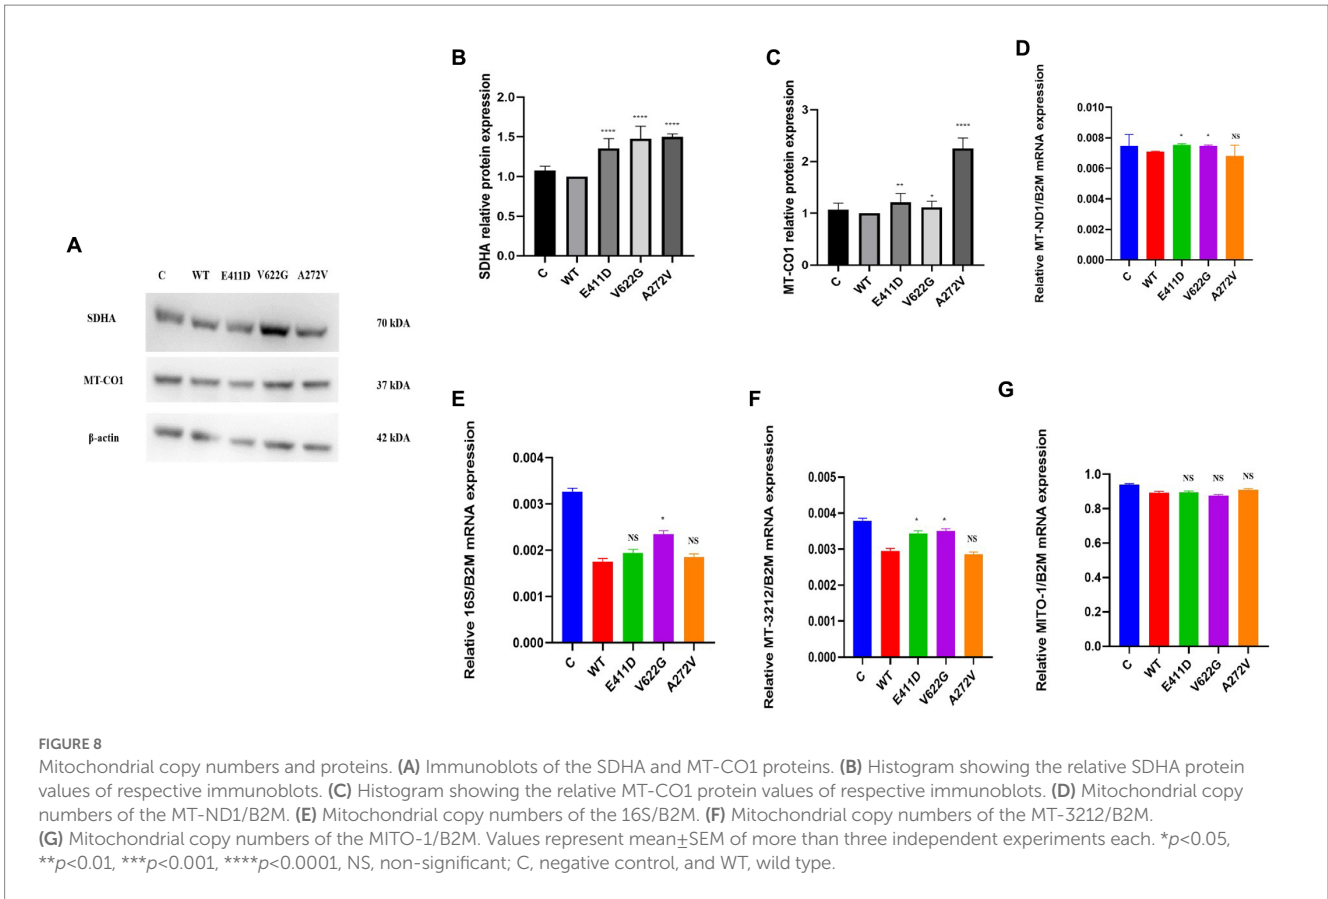 A
C WT E411D V622G A272V
SDHA 70 kDA
MT-CO1 37 kDA
β-actin 42 kDA
B
SDHA relative protein expression
2.0
1.5
1.0
0.5
0.0
**** **** ****
C WT E411D V622G A272V
C
MT-CO1 relative protein expression
3
2
1
0
** * ****
C WT E411D V622G A272V
D
Relative MT-ND1/B2M mRNA expression
0.010
0.008
0.006
0.004
0.002
0.000
* * NS
C WT E411D V622G A272V
E
Relative 16S/B2M mRNA expression
0.004
0.003
0.002
0.001
0.000
NS * NS
C WT E411D V622G A272V
F
Relative MT-3212/B2M mRNA expression
0.005
0.004
0.003
0.002
0.001
0.000
* * NS
C WT E411D V622G A272V
G
Relative MITO-1/B2M mRNA expression
1.0
0.8
0.6
0.4
0.2
0.0
NS NS NS
C WT E411D V622G A272V
FIGURE 8
Mitochondrial copy numbers and proteins. (A) Immunoblots of the SDHA and MT-CO1 proteins. (B) Histogram showing the relative SDHA protein
values of respective immunoblots. (C) Histogram showing the relative MT-CO1 protein values of respective immunoblots. (D) Mitochondrial copy
numbers of the MT-ND1/B2M. (E) Mitochondrial copy numbers of the 16S/B2M. (F) Mitochondrial copy numbers of the MT-3212/B2M.
(G) Mitochondrial copy numbers of the MITO-1/B2M. Values represent mean±SEM of more than three independent experiments each. *p<0.05,
**p<0.01, ***p<0.001, ****p<0.0001, NS, non-significant; C, negative control, and WT, wild type.